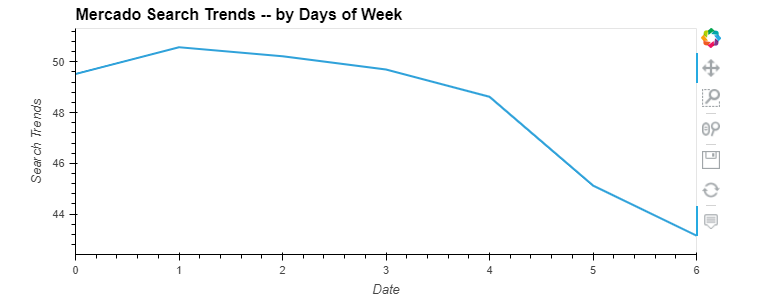 Mercado Search Trends -- by Days of Week
50
48
46
44
Search Trends
0 1 2 3 4 5 6
Date